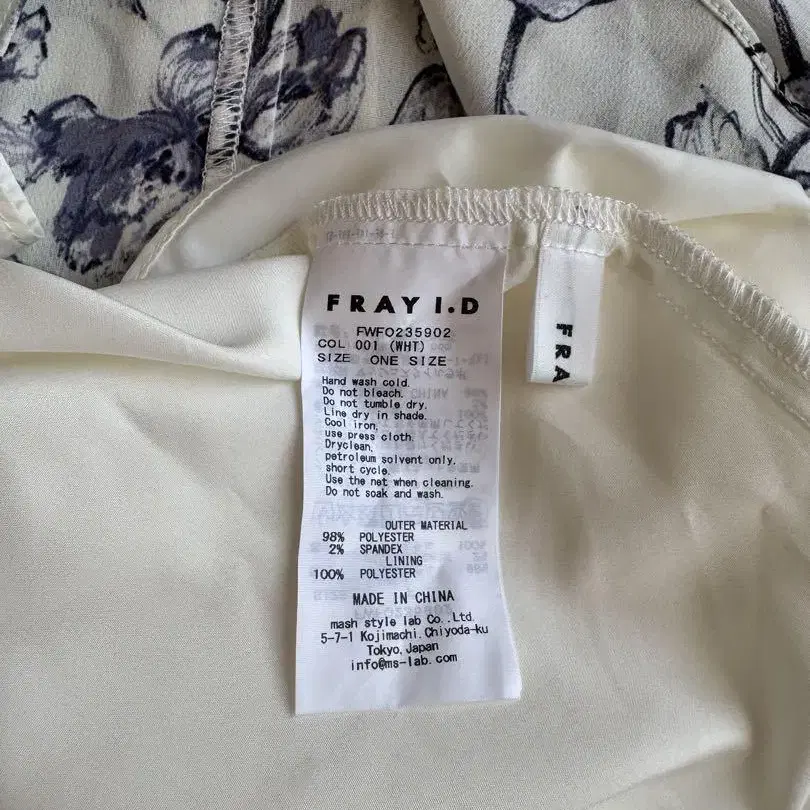 FRAY I.D
FWFO235902
COL 001 (WHT)
SIZE ONE SIZE
Hand wash cold.
Do not bleach.
Do not tumble dry.
Line dry in shade.
Cool iron,
use press cloth.
Dryclean,
petroleum solvent only.
short cycle.
Use the net when cleaning.
Do not soak and wash.
OUTER MATERIAL
98% POLYESTER
2% SPANDEX
LINING
100% POLYESTER
MADE IN CHINA
mash style lab Co.,Ltd.
5-7-1 Kojimachi, Chiyoda-ku
Tokyo, Japan
info@ms-lab.com
FRA